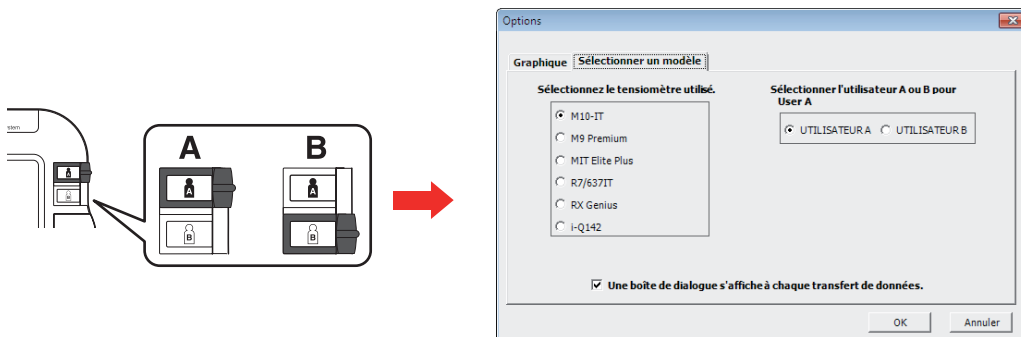 Options
Graphique
Sélectionner un modèle
Sélectionnez le tensiomètre utilisé.
M10-IT
M9 Premium
MIT Elite Plus
R7/637IT
RX Genius
i-Q142
Sélectionner l'utilisateur A ou B pour
User A
UTILISATEUR A
UTILISATEUR B
Une boîte de dialogue s'affiche à chaque transfert de données.
OK
Annuler
stem
A
B
A
B
A
B
A
B